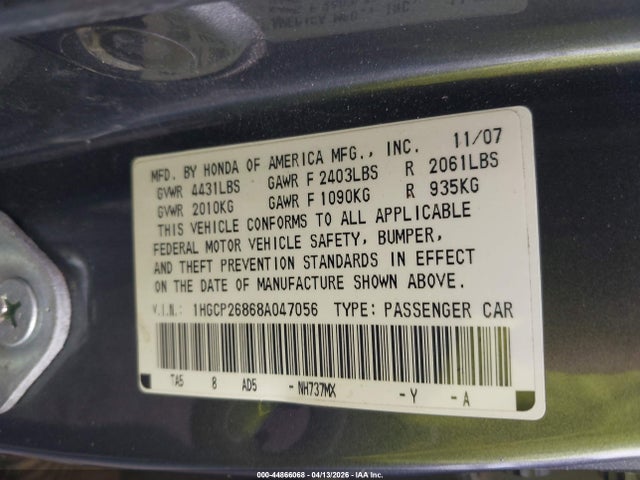 MFD. BY HONDA OF AMERICA MFG., INC. 11/07
GVWR 4431LBS GAWR F 2403LBS R 2061LBS
GVWR 2010KG GAWR F 1090KG R 935KG
THIS VEHICLE CONFORMS TO ALL APPLICABLE
FEDERAL MOTOR VEHICLE SAFETY, BUMPER,
AND THEFT PREVENTION STANDARDS IN EFFECT
ON THE DATE OF MANUFACTURE SHOWN ABOVE.
V.I.N.: 1HGCP26868A047056 TYPE: PASSENGER CAR
TA5 8 AD5 -NH737MX -Y -A
000-44866068 - 04/13/2026 - IAA Inc.